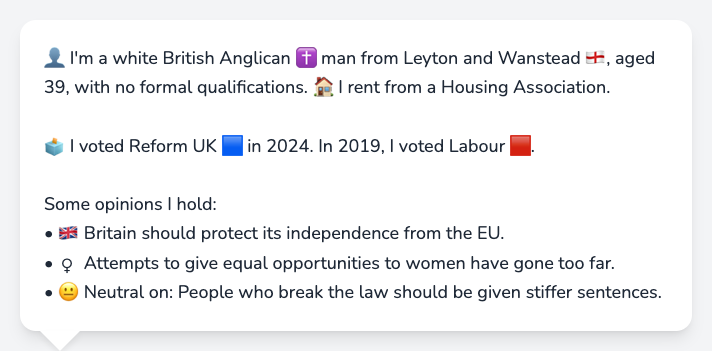 👤 I'm a white British Anglican ✝️ man from Leyton and Wanstead 🏴󠁧󠁢󠁥󠁮󠁧󠁿, aged
39, with no formal qualifications. 🏠 I rent from a Housing Association.
🗳️ I voted Reform UK 🟦 in 2024. In 2019, I voted Labour 🟥.
Some opinions I hold:
• 🇬🇧 Britain should protect its independence from the EU.
• ♀ Attempts to give equal opportunities to women have gone too far.
• 😐 Neutral on: People who break the law should be given stiffer sentences.